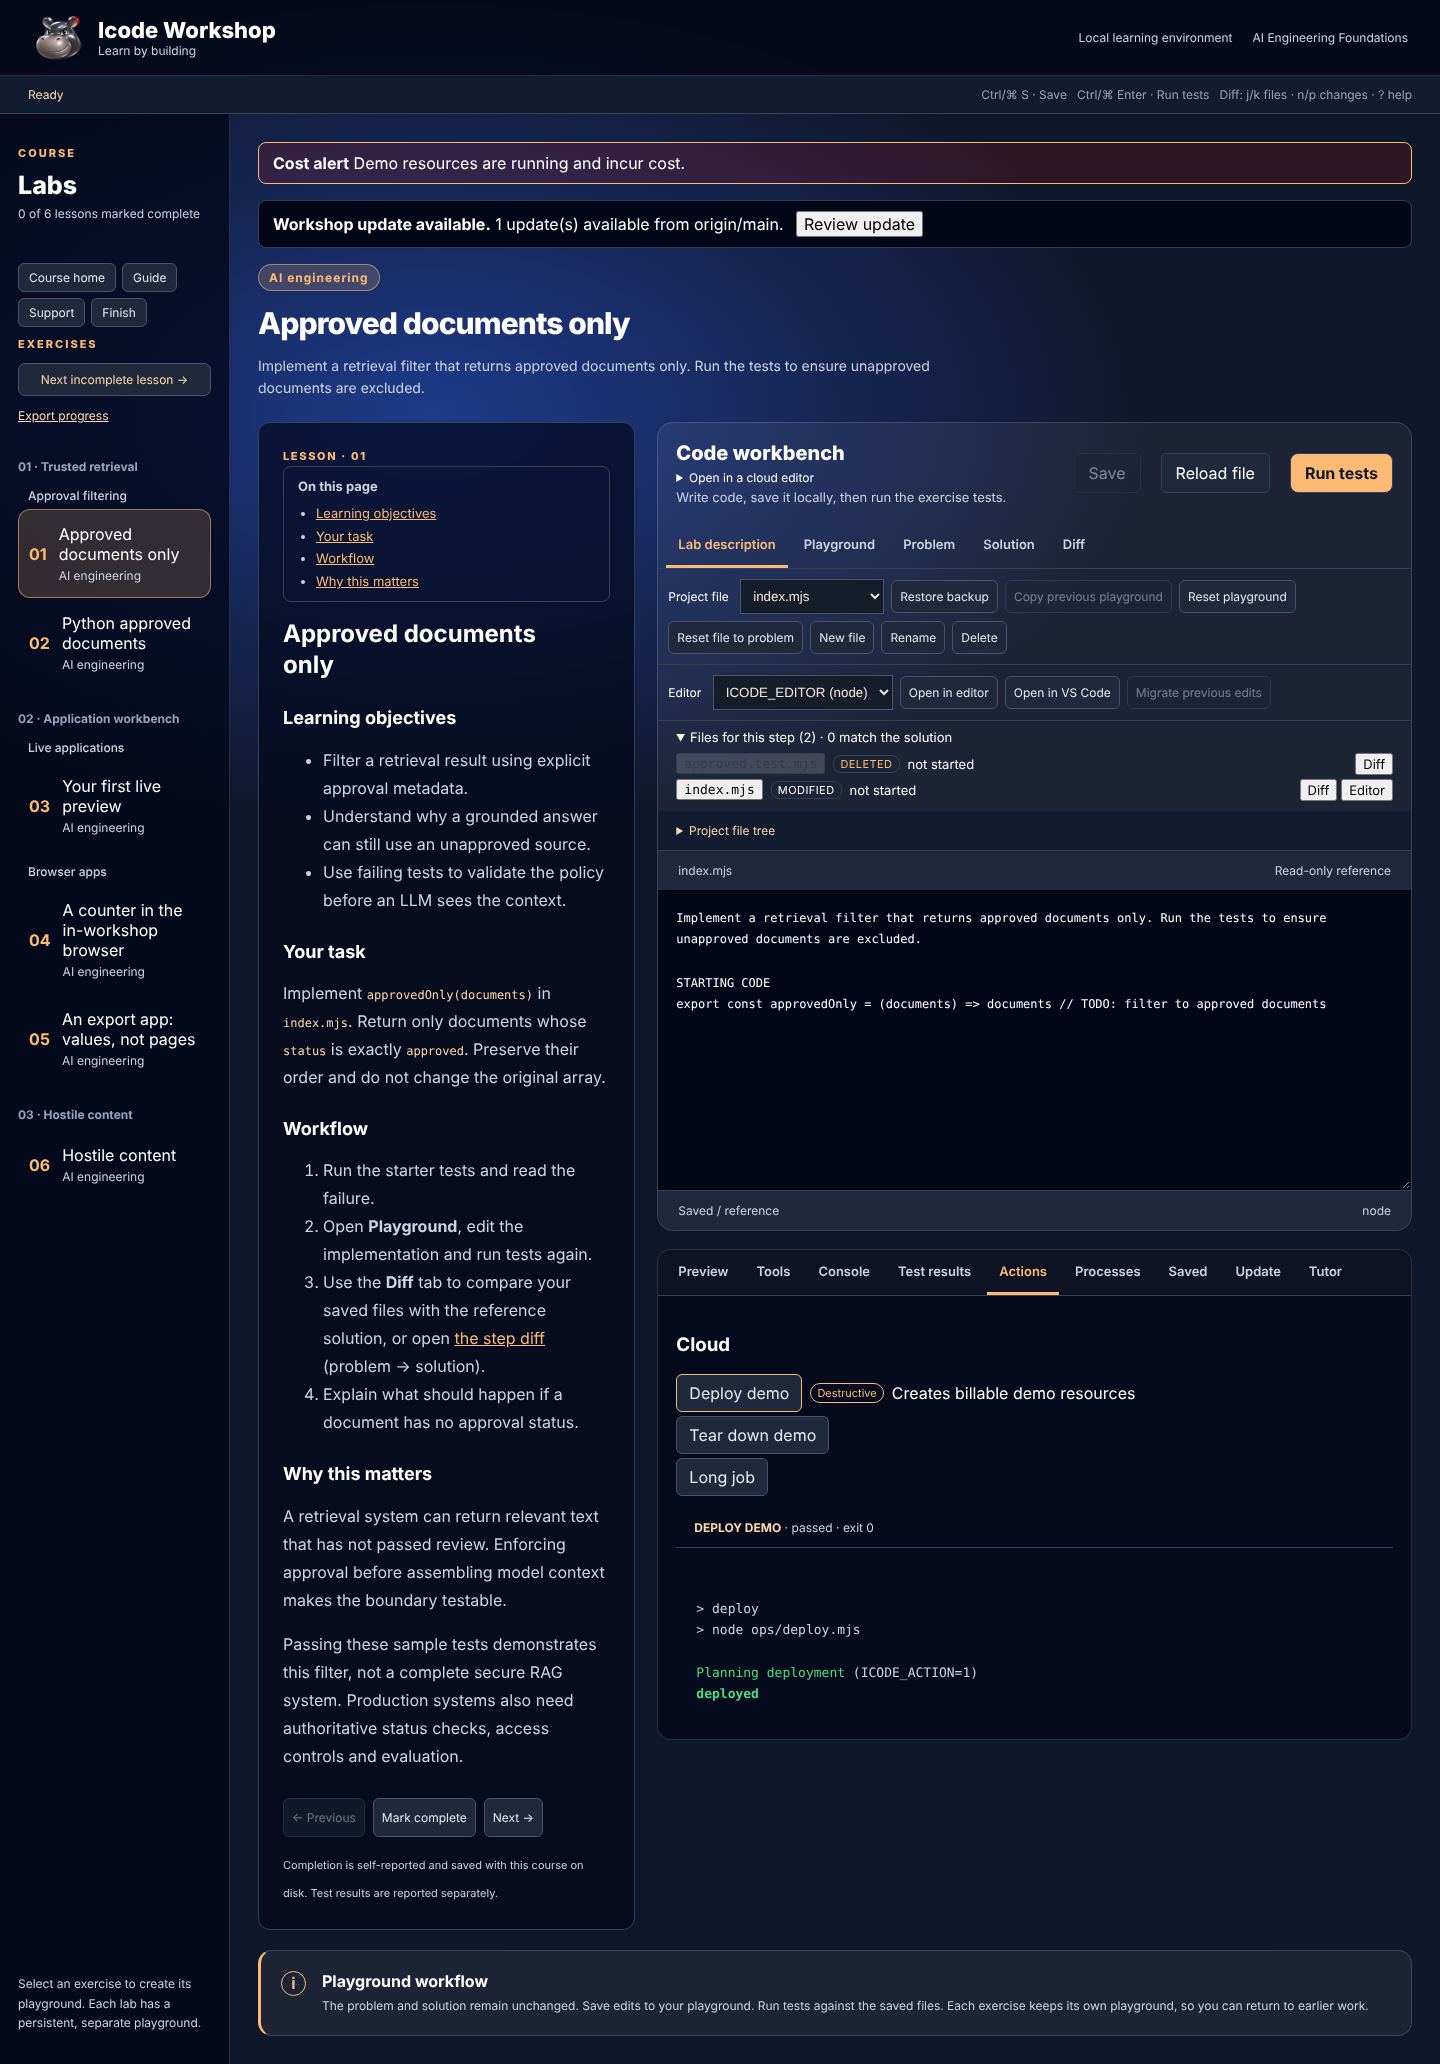 Icode Workshop
Learn by building
Local learning environment AI Engineering Foundations
Ready
Ctrl/⌘ S · Save Ctrl/⌘ Enter · Run tests Diff: j/k files · n/p changes · ? help
COURSE
Labs
0 of 6 lessons marked complete
Course home Guide
Support Finish
EXERCISES
Next incomplete lesson →
Export progress
01 · Trusted retrieval
Approval filtering
01 Approved
documents only
AI engineering
02 Python approved
documents
AI engineering
02 · Application workbench
Live applications
03 Your first live
preview
AI engineering
Browser apps
04 A counter in the
in-workshop
browser
AI engineering
05 An export app:
values, not pages
AI engineering
03 · Hostile content
06 Hostile content
AI engineering
Select an exercise to create its
playground. Each lab has a
persistent, separate playground.
Cost alert Demo resources are running and incur cost.
Workshop update available. 1 update(s) available from origin/main. Review update
AI engineering
Approved documents only
Implement a retrieval filter that returns approved documents only. Run the tests to ensure unapproved
documents are excluded.
LESSON · 01
On this page
• Learning objectives
• Your task
• Workflow
• Why this matters
Approved documents
only
Learning objectives
• Filter a retrieval result using explicit
approval metadata.
• Understand why a grounded answer
can still use an unapproved source.
• Use failing tests to validate the policy
before an LLM sees the context.
Your task
Implement approvedOnly(documents) in
index.mjs. Return only documents whose
status is exactly approved. Preserve their
order and do not change the original array.
Workflow
1. Run the starter tests and read the
failure.
2. Open Playground, edit the
implementation and run tests again.
3. Use the Diff tab to compare your
saved files with the reference
solution, or open the step diff
(problem → solution).
4. Explain what should happen if a
document has no approval status.
Why this matters
A retrieval system can return relevant text
that has not passed review. Enforcing
approval before assembling model context
makes the boundary testable.
Passing these sample tests demonstrates
this filter, not a complete secure RAG
system. Production systems also need
authoritative status checks, access
controls and evaluation.
← Previous Mark complete Next →
Completion is self-reported and saved with this course on
disk. Test results are reported separately.
Code workbench
▶ Open in a cloud editor
Write code, save it locally, then run the exercise tests.
Save Reload file Run tests
Lab description Playground Problem Solution Diff
Project file index.mjs Restore backup Copy previous playground Reset playground
Reset file to problem New file Rename Delete
Editor ICODE_EDITOR (node) Open in editor Open in VS Code Migrate previous edits
▼ Files for this step (2) · 0 match the solution
approved.test.mjs DELETED not started Diff
index.mjs MODIFIED not started Diff Editor
▶ Project file tree
index.mjs Read-only reference
Implement a retrieval filter that returns approved documents only. Run the tests to ensure
unapproved documents are excluded.
STARTING CODE
export const approvedOnly = (documents) => documents // TODO: filter to approved documents
Saved / reference node
Preview Tools Console Test results Actions Processes Saved Update Tutor
Cloud
Deploy demo Destructive Creates billable demo resources
Tear down demo
Long job
DEPLOY DEMO · passed · exit 0
> deploy
> node ops/deploy.mjs
Planning deployment (ICODE_ACTION=1)
deployed
i Playground workflow
The problem and solution remain unchanged. Save edits to your playground. Run tests against the saved files. Each exercise keeps its own playground, so you can return to earlier work.